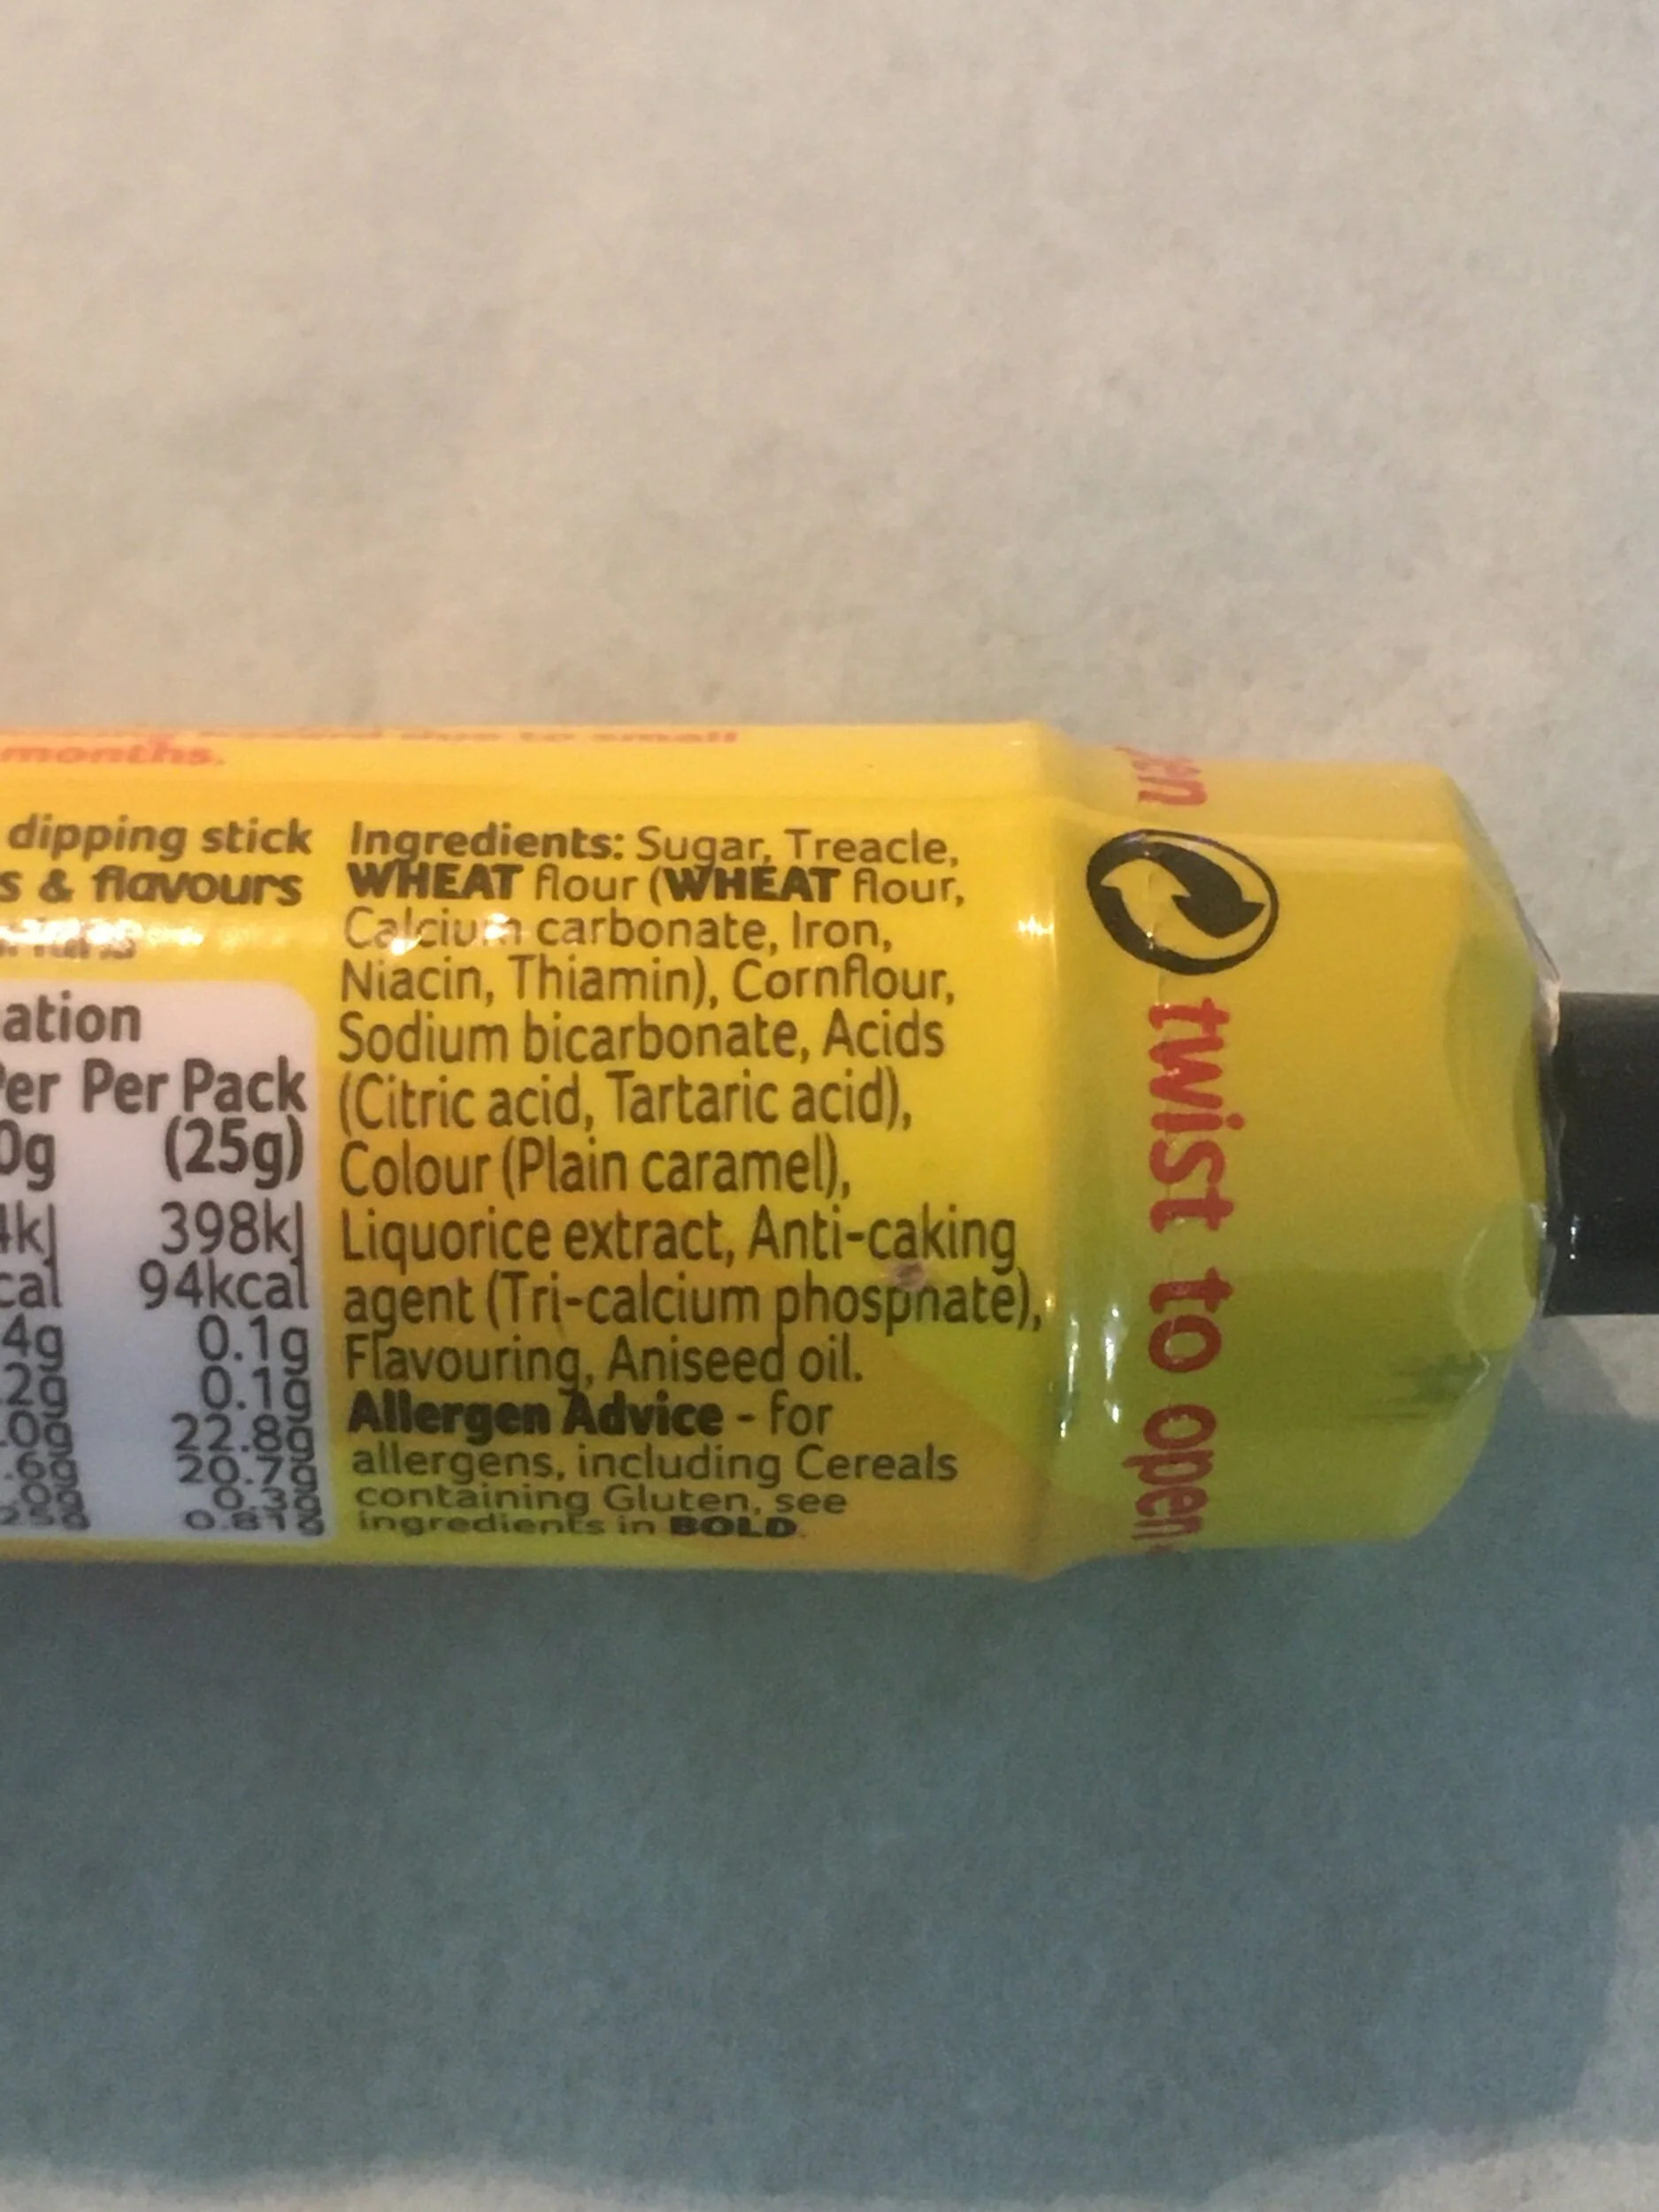 due to small
months.
dipping stick
& flavours
Ingredients: Sugar, Treacle,
WHEAT flour (WHEAT flour,
Calcium carbonate, Iron,
Niacin, Thiamin), Cornflour,
Sodium bicarbonate, Acids
(Citric acid, Tartaric acid),
Colour (Plain caramel),
Liquorice extract, Anti-caking
agent (Tri-calcium phosphate),
Flavouring, Aniseed oil.
Allergen Advice - for
allergens, including Cereals
containing Gluten, see
ingredients in BOLD.
Per Pack
(25g)
398kJ
94kcal
0.1g
0.1g
22.8g
20.7g
0.3g
0.81g
twist to open